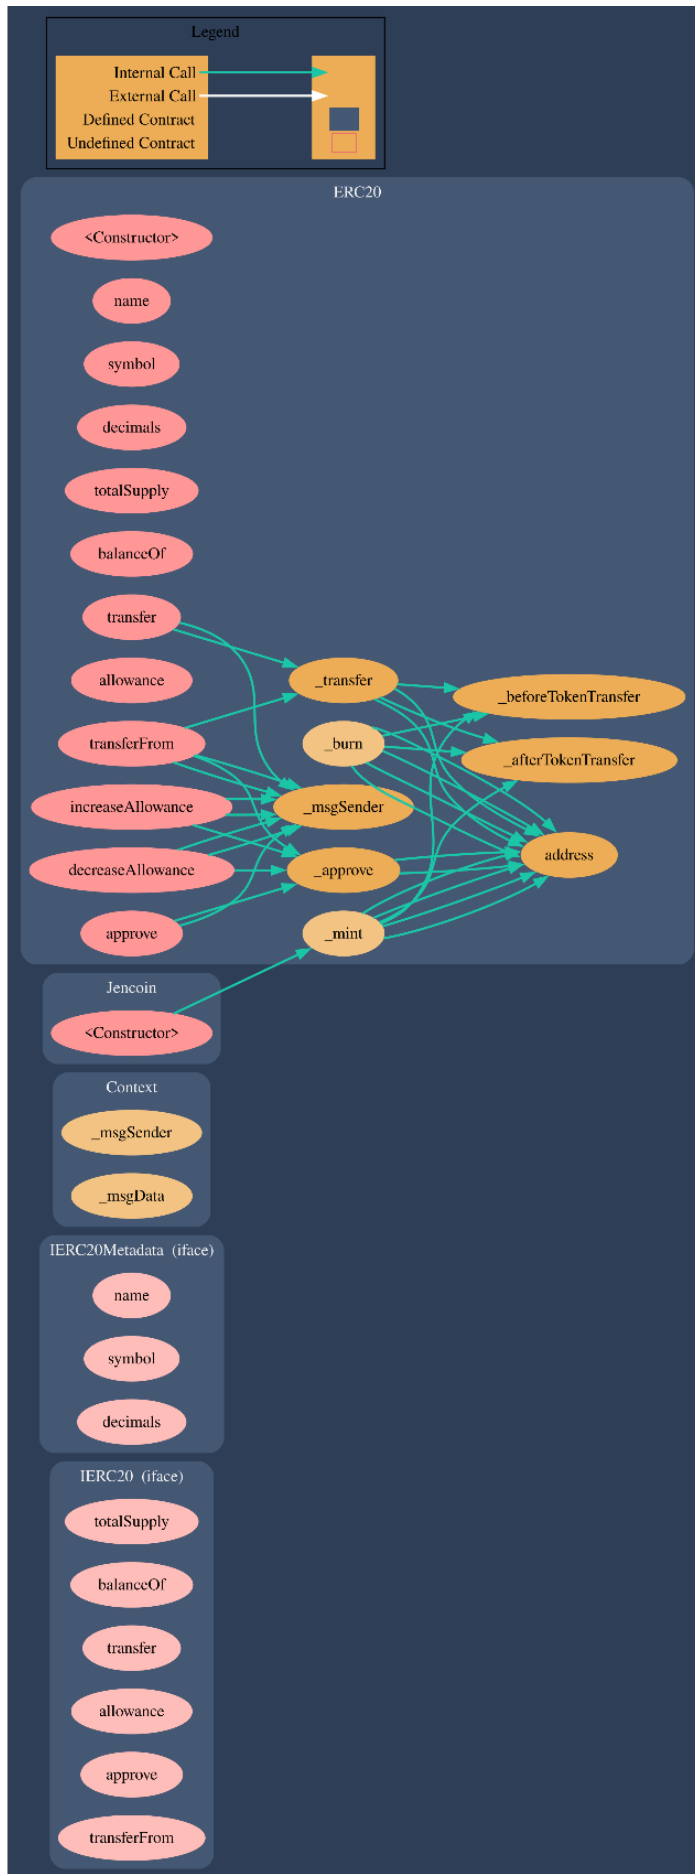 Legend
Internal Call
External Call
Defined Contract
Undefined Contract
ERC20
<Constructor>
name
symbol
decimals
totalSupply
balanceOf
transfer
allowance
transferFrom
increaseAllowance
decreaseAllowance
approve
_transfer
_burn
_msgSender
_approve
_mint
_beforeTokenTransfer
_afterTokenTransfer
address
Jencoin
<Constructor>
Context
_msgSender
_msgData
IERC20Metadata (iface)
name
symbol
decimals
IERC20 (iface)
totalSupply
balanceOf
transfer
allowance
approve
transferFrom